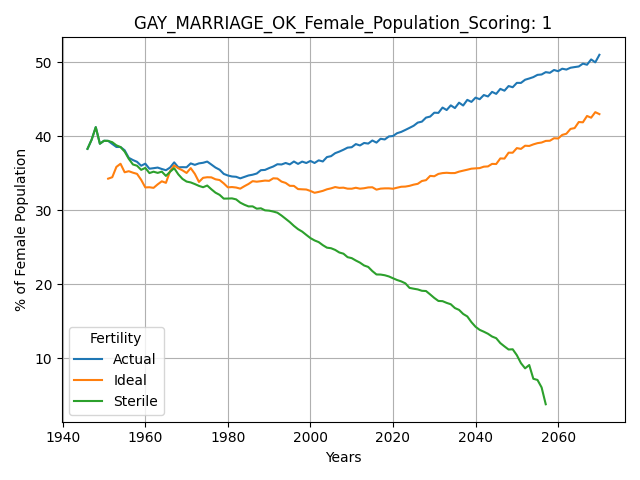 GAY_MARRIAGE_OK_Female_Population_Scoring: 1
% of Female Population
50
40
30
20
10
Fertility
Actual
Ideal
Sterile
1940 1960 1980 2000 2020 2040 2060
Years